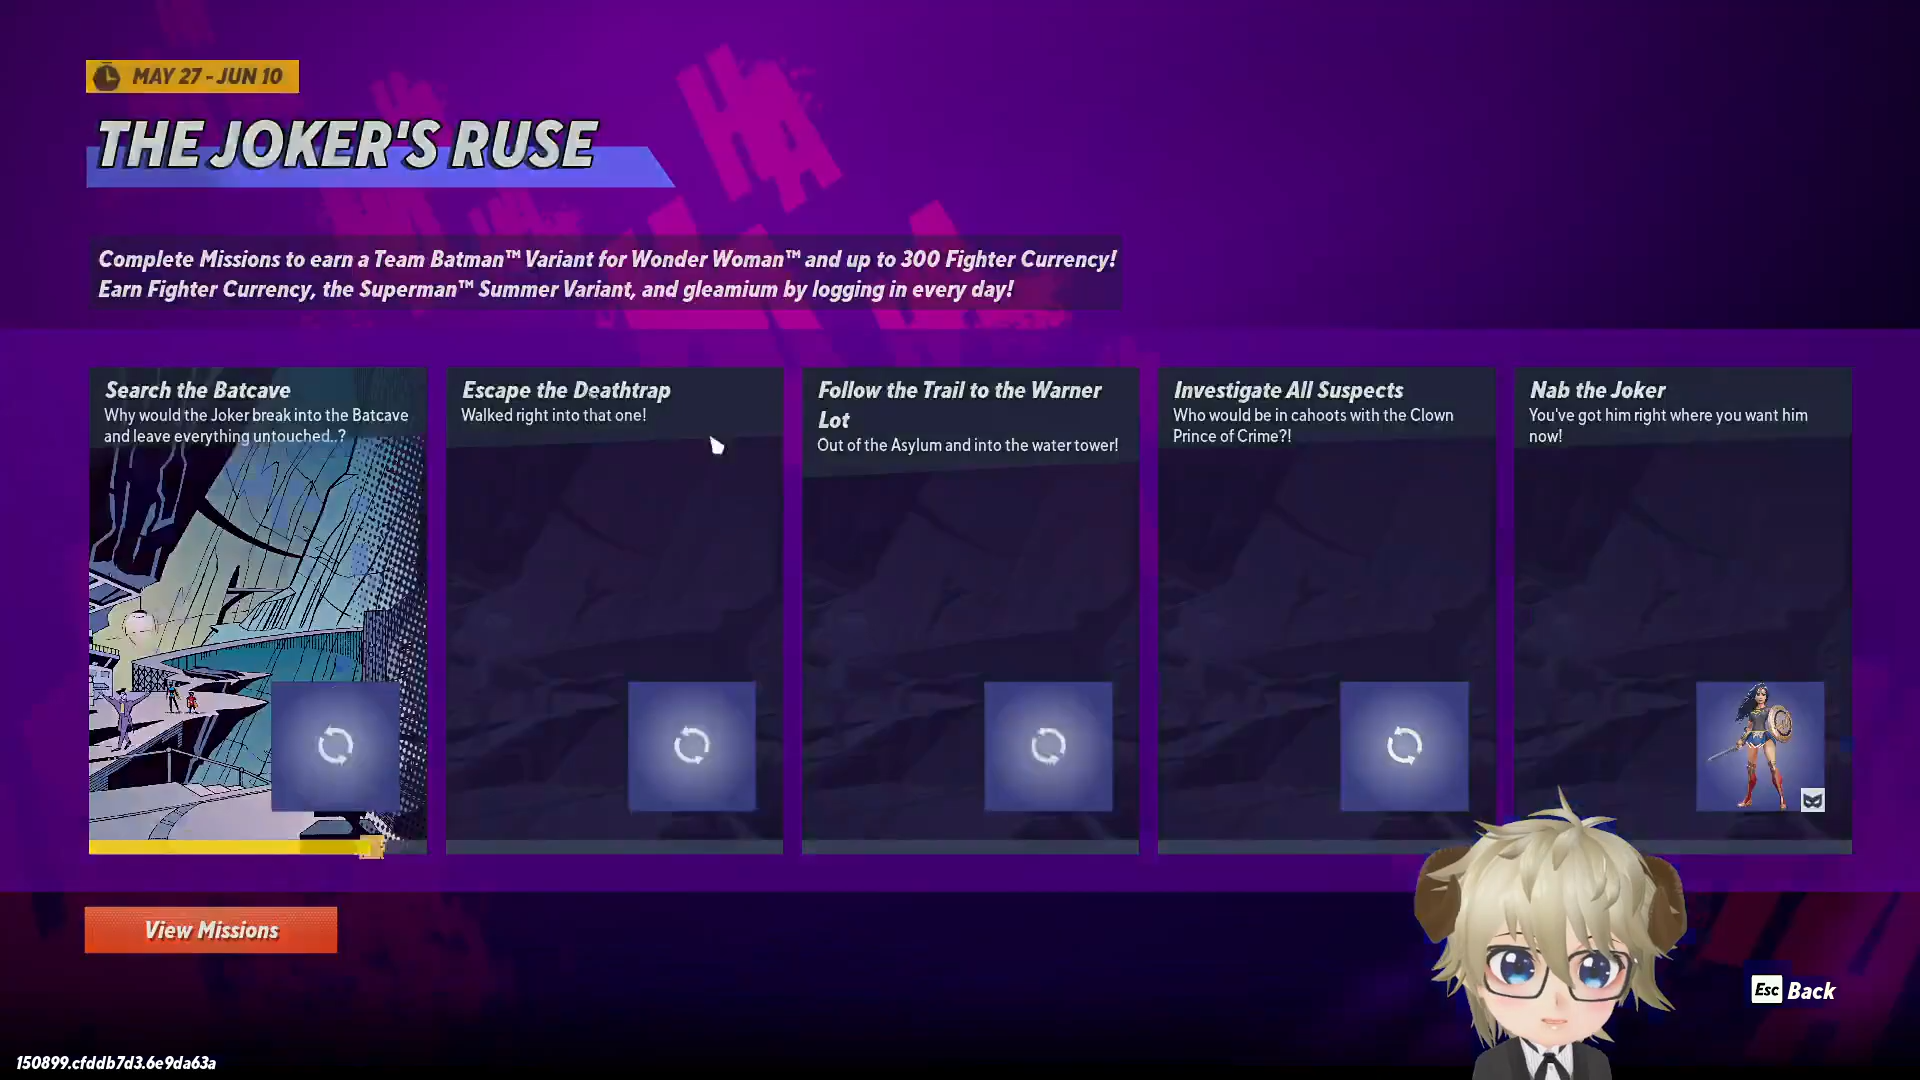 MAY 27 - JUN 10
THE JOKER'S RUSE
Complete Missions to earn a Team Batman™ Variant for Wonder Woman™ and up to 300 Fighter Currency!
Earn Fighter Currency, the Superman™ Summer Variant, and gleamium by logging in every day!
Search the Batcave
Why would the Joker break into the Batcave
and leave everything untouched..?
Escape the Deathtrap
Walked right into that one!
Follow the Trail to the Warner
Lot
Out of the Asylum and into the water tower!
Investigate All Suspects
Who would be in cahoots with the Clown
Prince of Crime?!
Nab the Joker
You've got him right where you want him
now!
View Missions
Esc Back
150899.cfddb7d3.6e9da63a